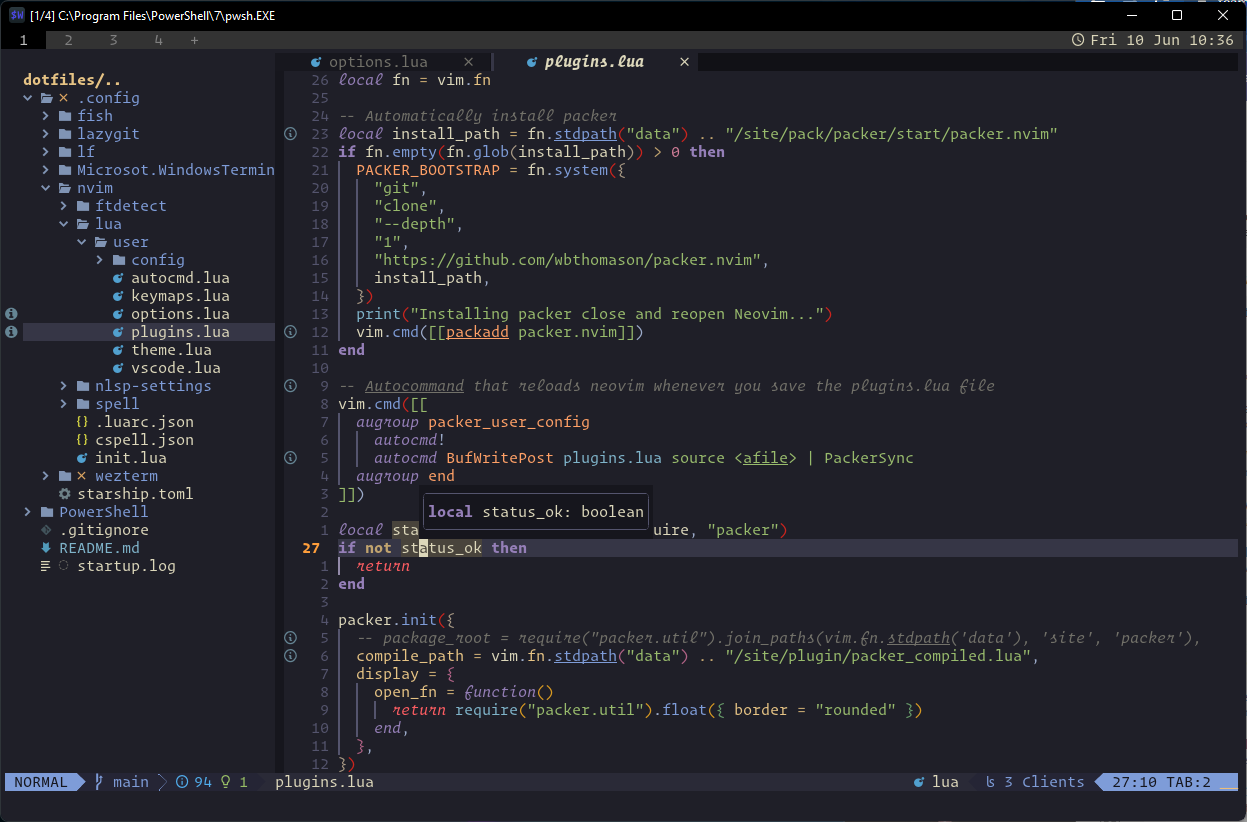 [1/4] C:\Program Files\PowerShell\7\pwsh.EXE
1 2 3 4 + Fri 10 Jun 10:36
options.lua × plugins.lua ×
dotfiles/..
.config
fish
lazygit
lf
Microsot.WindowsTermin
nvim
ftdetect
lua
user
config
autocmd.lua
keymaps.lua
options.lua
plugins.lua
theme.lua
vscode.lua
nlsp-settings
spell
{} .luarc.json
{} cspell.json
init.lua
wezterm
starship.toml
PowerShell
.gitignore
README.md
startup.log
26 local fn = vim.fn
25
24 -- Automatically install packer
23 local install_path = fn.stdpath("data") .. "/site/pack/packer/start/packer.nvim"
22 if fn.empty(fn.glob(install_path)) > 0 then
21 PACKER_BOOTSTRAP = fn.system({
20 "git",
19 "clone",
18 "--depth",
17 "1",
16 "https://github.com/wbthomason/packer.nvim",
15 install_path,
14 })
13 print("Installing packer close and reopen Neovim...")
12 vim.cmd([[packadd packer.nvim]])
11 end
10
9 -- Autocommand that reloads neovim whenever you save the plugins.lua file
8 vim.cmd([[
7 augroup packer_user_config
6 autocmd!
5 autocmd BufWritePost plugins.lua source <afile> | PackerSync
4 augroup end
3 ]])
2
local status_ok: boolean
1 local sta uire, "packer")
27 if not status_ok then
1 return
2 end
3
4 packer.init({
5 -- package_root = require("packer.util").join_paths(vim.fn.stdpath('data'), 'site', 'packer'),
6 compile_path = vim.fn.stdpath("data") .. "/site/plugin/packer_compiled.lua",
7 display = {
8 open_fn = function()
9 return require("packer.util").float({ border = "rounded" })
10 end,
11 },
12 })
NORMAL main 94 1 plugins.lua lua 3 Clients 27:10 TAB:2